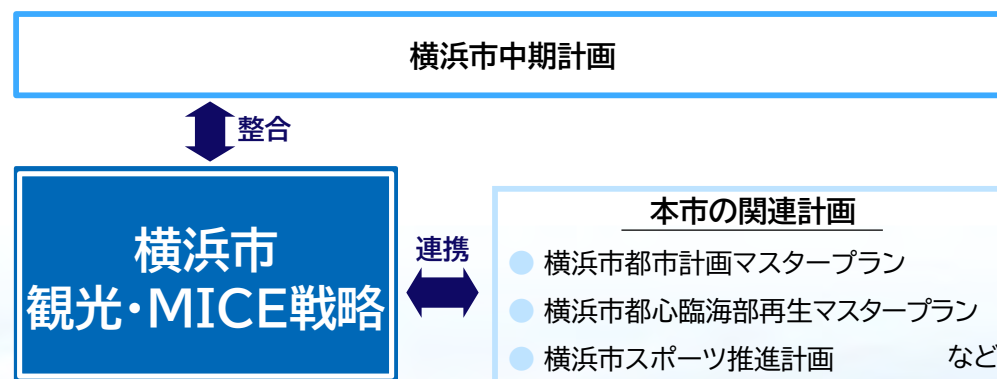 横浜市中期計画
整合
横浜市
観光・MICE戦略
連携
本市の関連計画
横浜市都市計画マスタープラン
横浜市都心臨海部再生マスタープラン
横浜市スポーツ推進計画 など